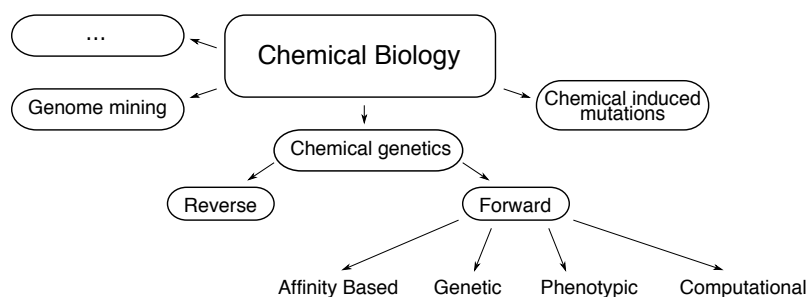 ...
Chemical Biology
Genome mining
Chemical induced
mutations
Chemical genetics
Reverse
Forward
Affinity Based
Genetic
Phenotypic
Computational